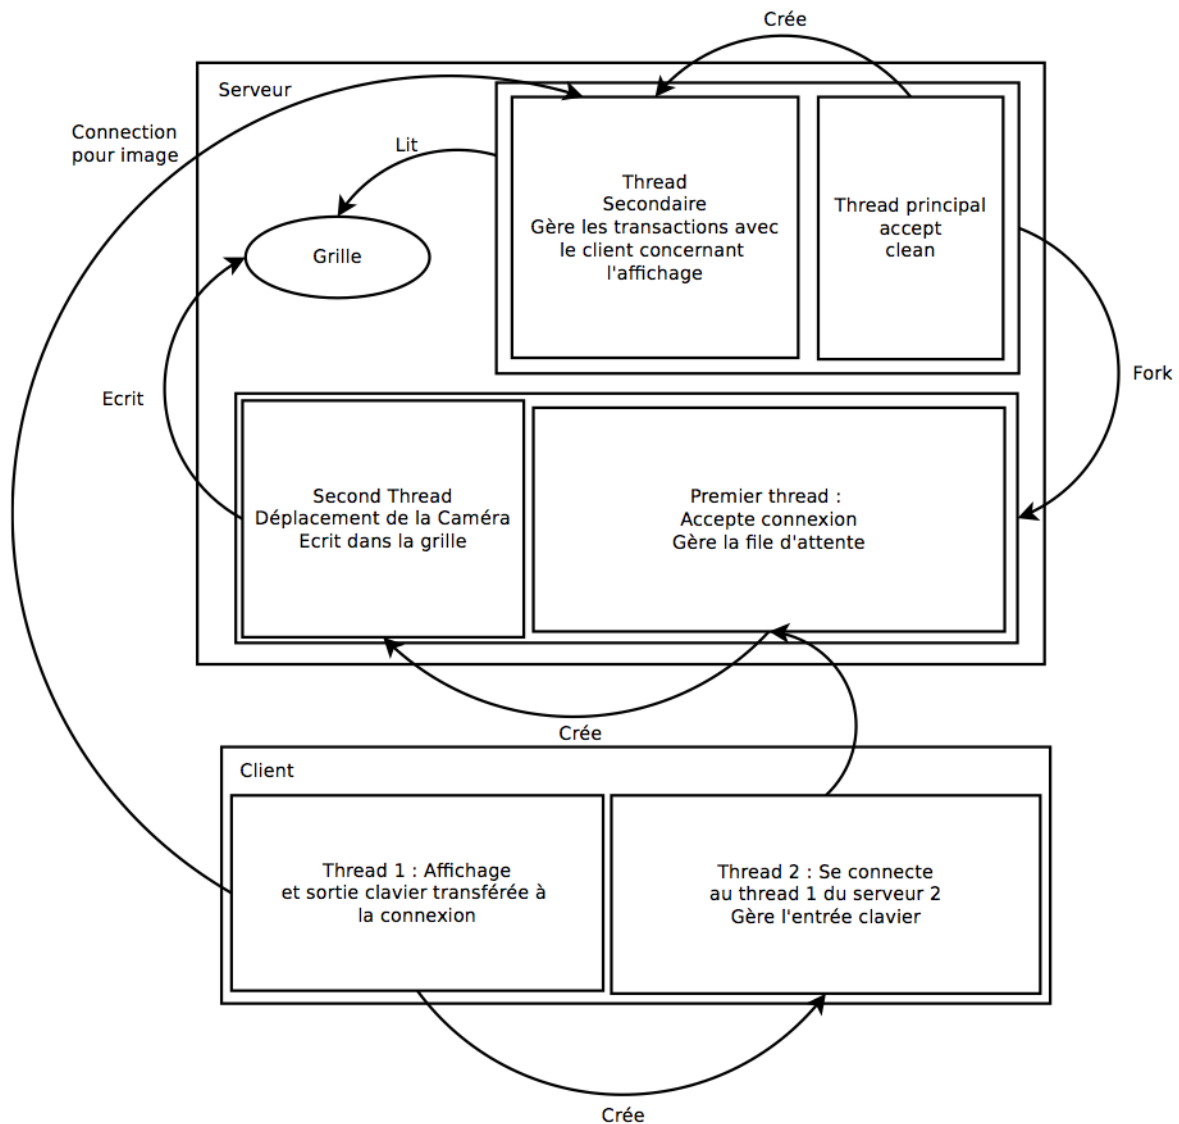 Crée
Serveur
Connection
pour image
Lit
Thread
Secondaire
Gère les transactions avec
le client concernant
l'affichage
Thread principal
accept
clean
Grille
Ecrit
Fork
Second Thread
Déplacement de la Caméra
Ecrit dans la grille
Premier thread :
Accepte connexion
Gère la file d'attente
Crée
Client
Thread 1 : Affichage
et sortie clavier transférée à
la connexion
Thread 2 : Se connecte
au thread 1 du serveur 2
Gère l'entrée clavier
Crée